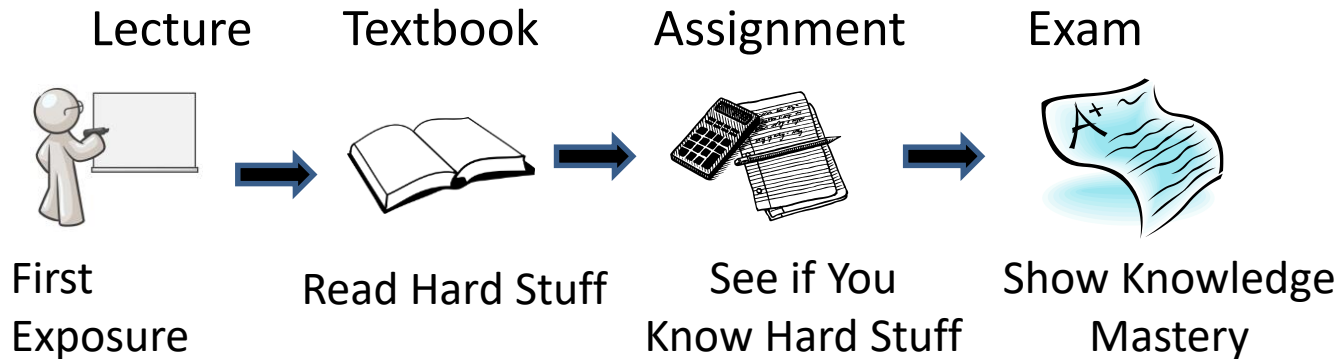 Lecture Textbook Assignment Exam
A+
First
Exposure
Read Hard Stuff
See if You
Know Hard Stuff
Show Knowledge
Mastery